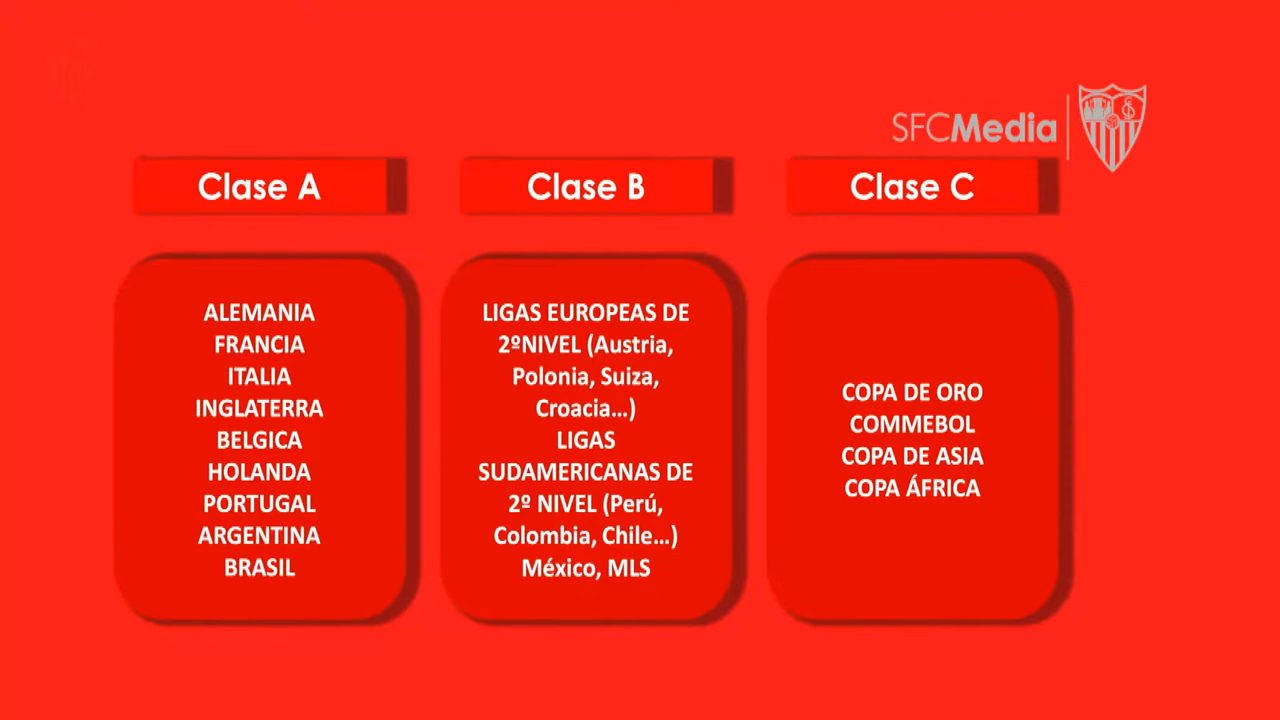 SFCMedia
Clase A
Clase B
Clase C
ALEMANIA
FRANCIA
ITALIA
INGLATERRA
BELGICA
HOLANDA
PORTUGAL
ARGENTINA
BRASIL
LIGAS EUROPEAS DE
2ºNIVEL (Austria,
Polonia, Suiza,
Croacia...)
LIGAS
SUDAMERICANAS DE
2º NIVEL (Perú,
Colombia, Chile...)
México, MLS
COPA DE ORO
COMMEBOL
COPA DE ASIA
COPA ÁFRICA